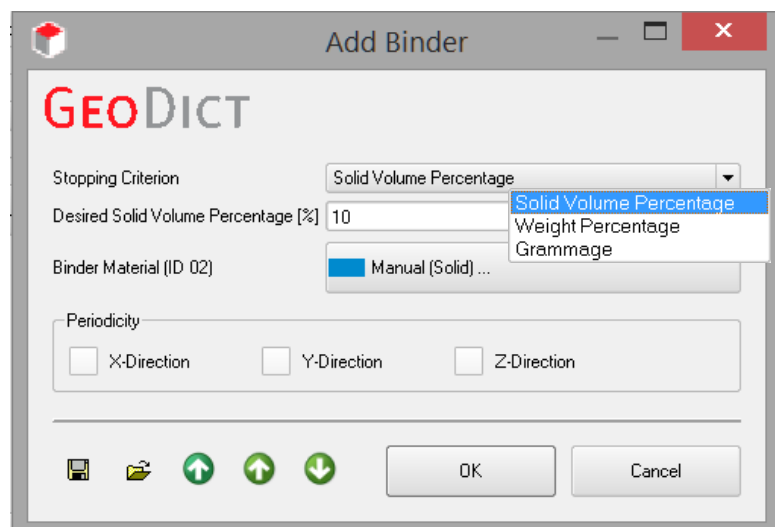 Add Binder
GEODICT
Stopping Criterion Solid Volume Percentage
Solid Volume Percentage
Desired Solid Volume Percentage [%] 10
Weight Percentage
Grammage
Binder Material (ID 02) Manual (Solid) ...
Periodicity
X-Direction Y-Direction Z-Direction
OK Cancel